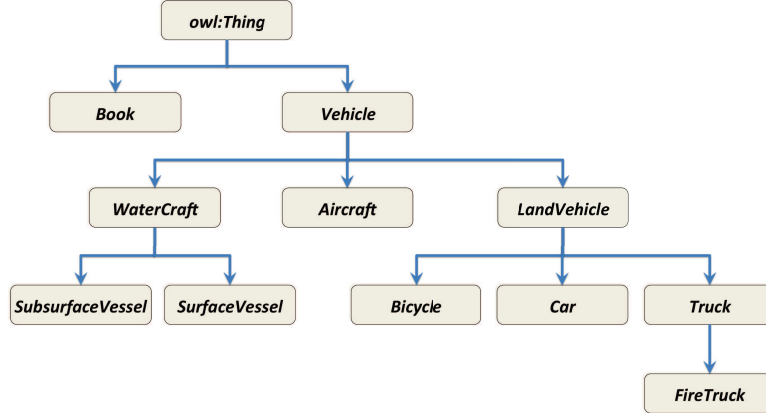 owl:Thing
Book
Vehicle
WaterCraft
Aircraft
LandVehicle
SubsurfaceVessel
SurfaceVessel
Bicycle
Car
Truck
FireTruck